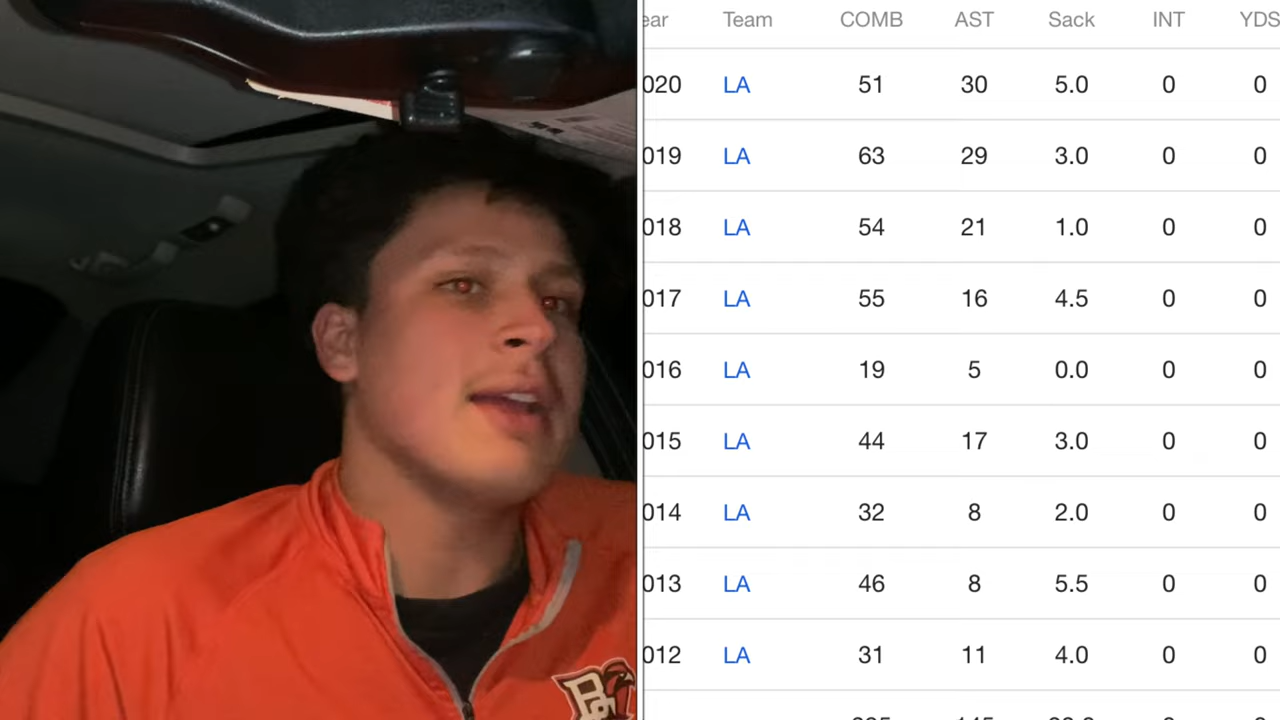 ear Team COMB AST Sack INT YDS
020 LA 51 30 5.0 0 0
019 LA 63 29 3.0 0 0
018 LA 54 21 1.0 0 0
017 LA 55 16 4.5 0 0
016 LA 19 5 0.0 0 0
015 LA 44 17 3.0 0 0
014 LA 32 8 2.0 0 0
013 LA 46 8 5.5 0 0
012 LA 31 11 4.0 0 0